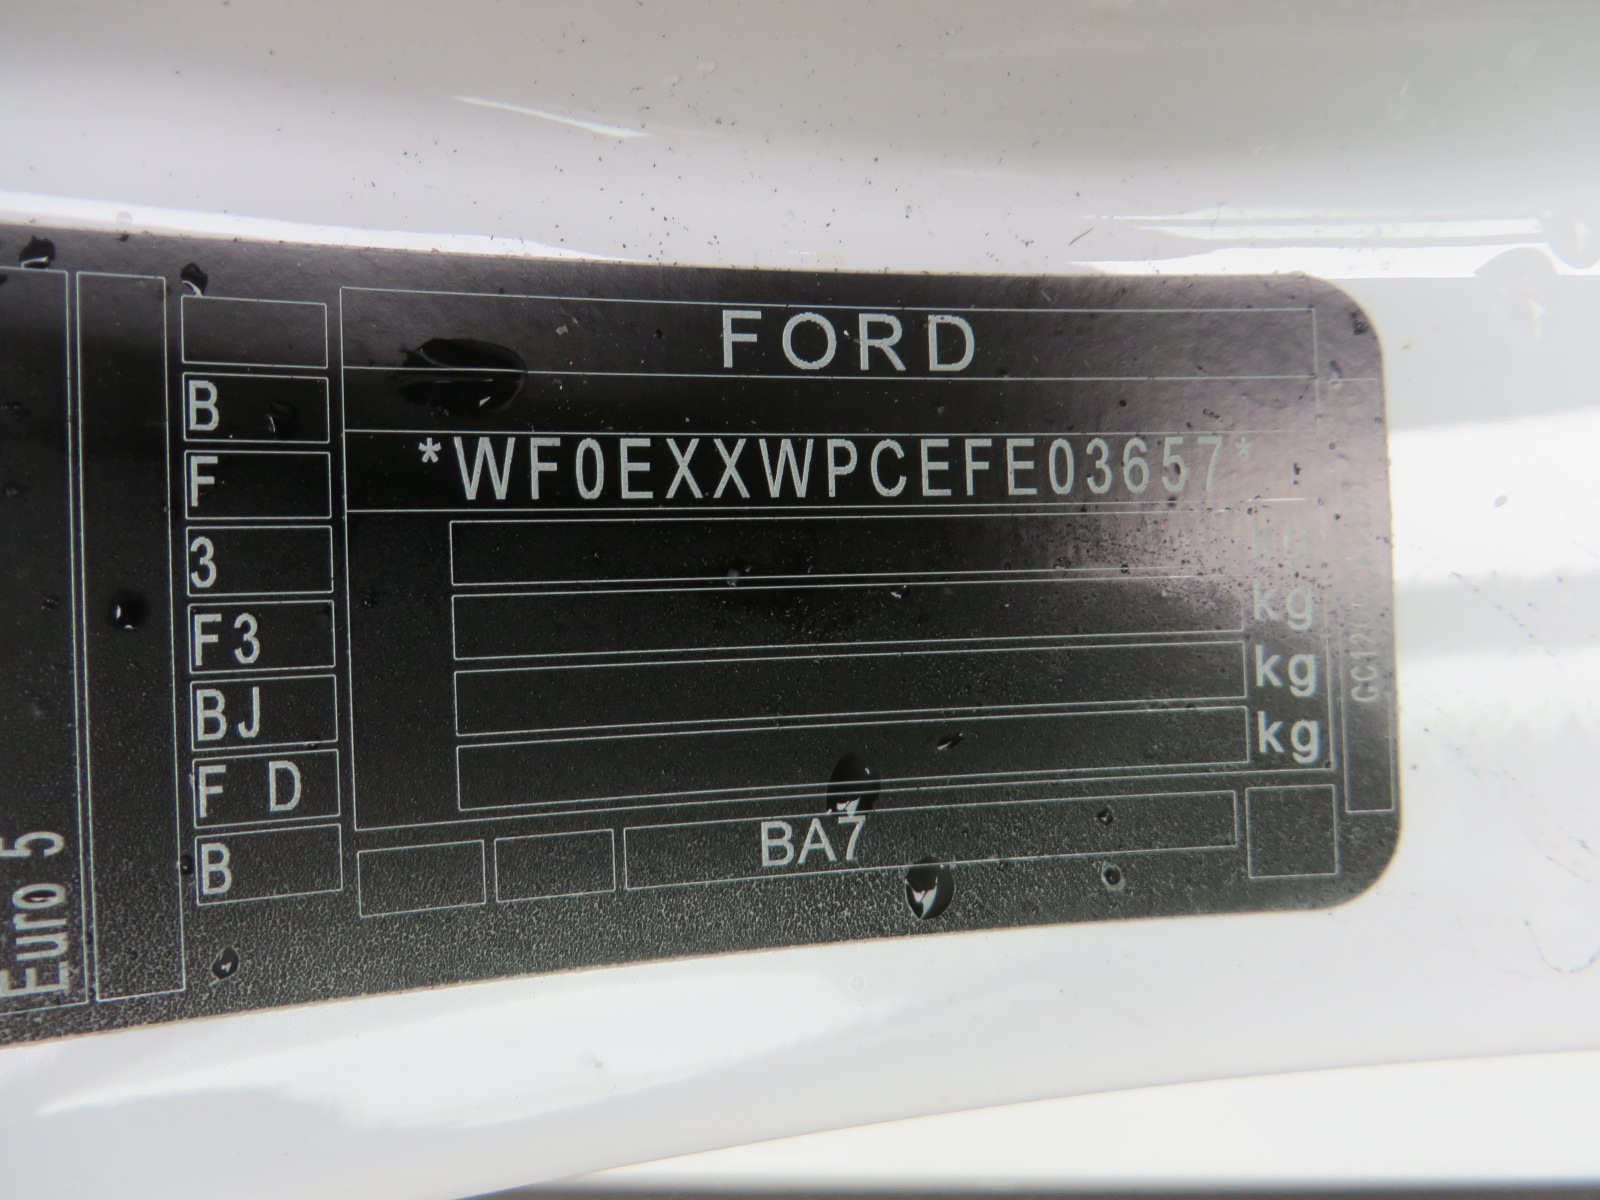 FORD
*WF0EXXWPCEFE03657*
kg
kg
kg
kg
BA7
B
F
3
F3
BJ
F D
B
Euro 5